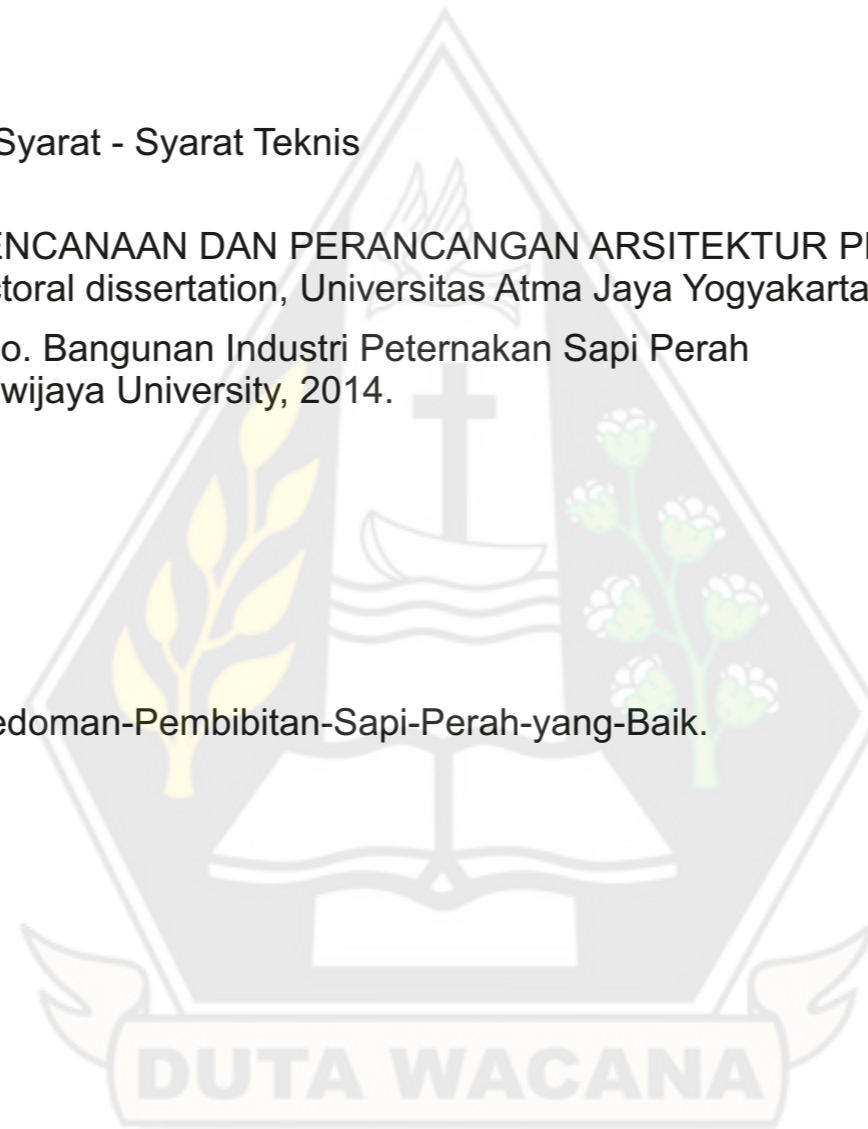 Syarat - Syarat Teknis
ENCANAAN DAN PERANCANGAN ARSITEKTUR
toral dissertation, Universitas Atma Jaya Yogyakarta
o. Bangunan Industri Peternakan Sapi Perah
wijaya University, 2014.
edoman-Pembibitan-Sapi-Perah-yang-Baik.
DUTA WACANA